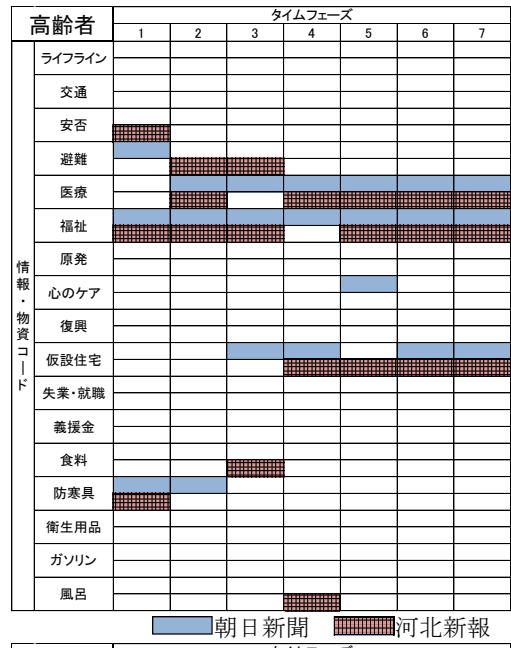 高齢者
タイムフェーズ
1 2 3 4 5 6 7
情報・物資コード
ライフライン
交通
安否
避難
医療
福祉
原発
心のケア
復興
仮設住宅
失業・就職
義援金
食料
防寒具
衛生用品
ガソリン
風呂
朝日新聞 河北新報